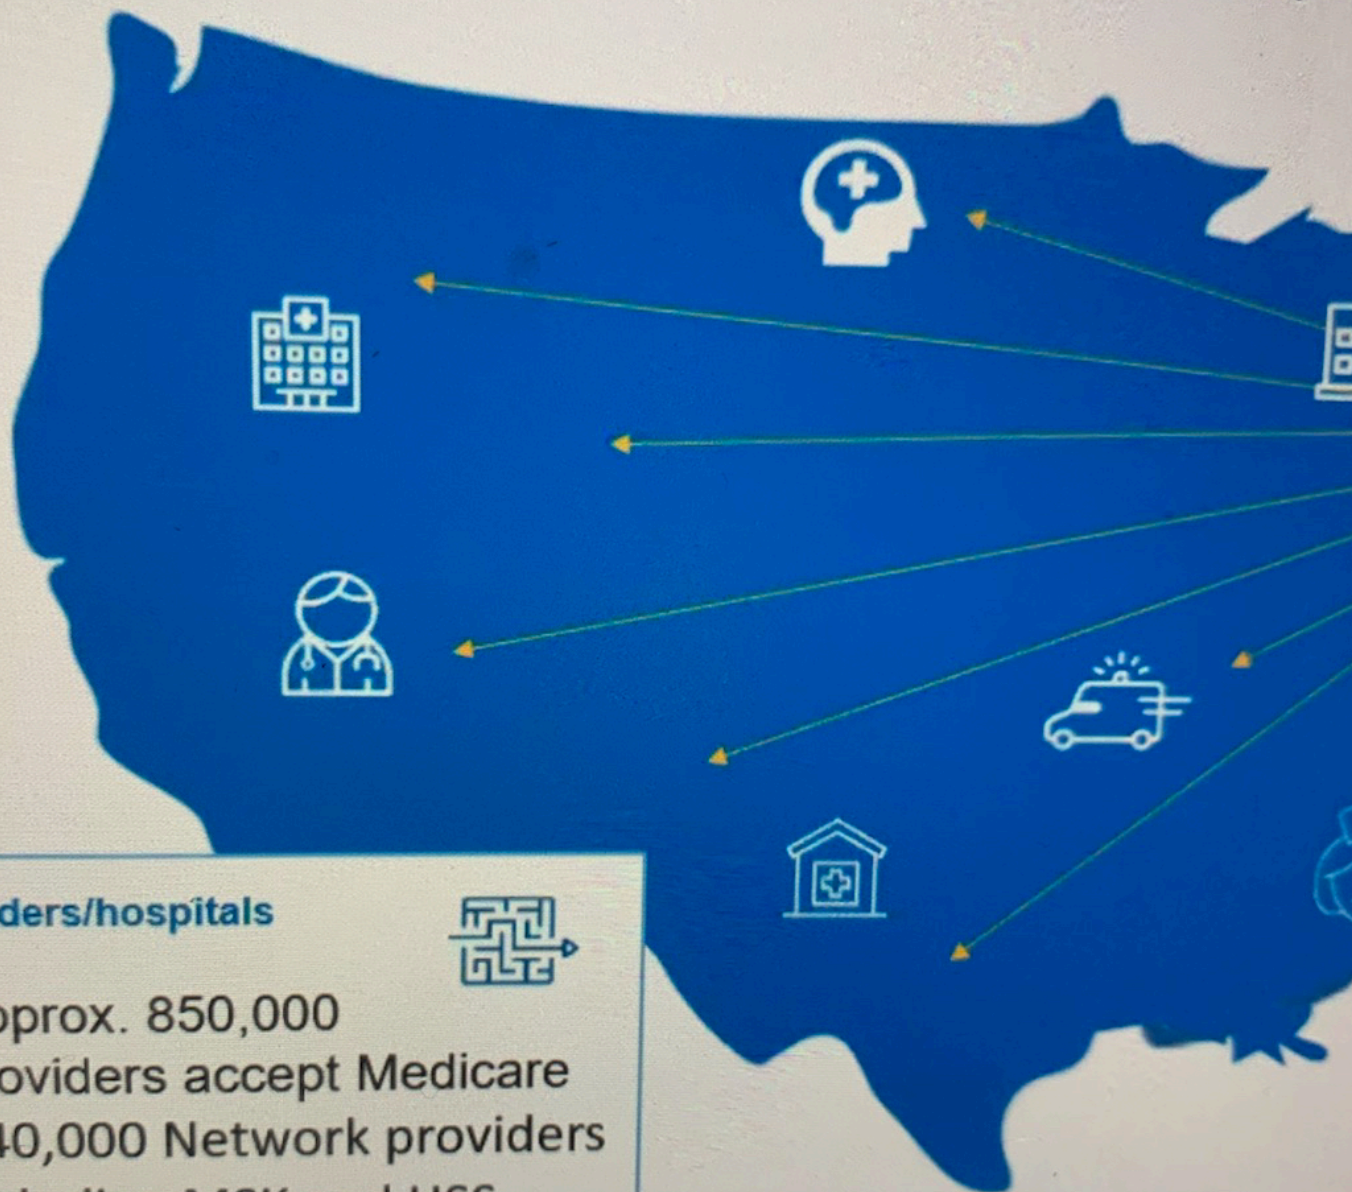 ders/hospitals
pprox. 850,000
oviders accept Medicare
40,000 Network providers